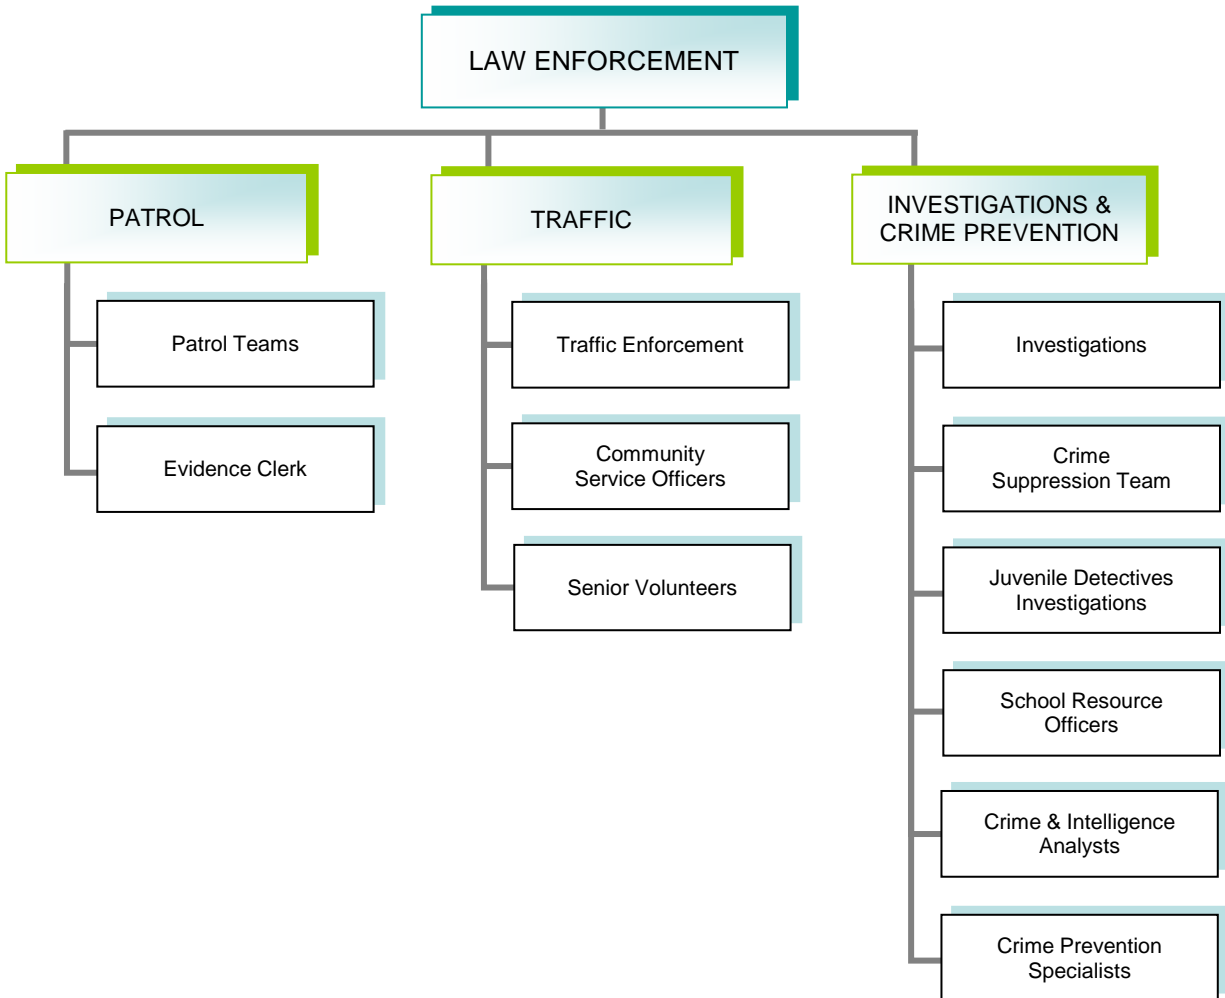 LAW ENFORCEMENT
PATROL
Patrol Teams
Evidence Clerk
TRAFFIC
Traffic Enforcement
Community
Service Officers
Senior Volunteers
INVESTIGATIONS &
CRIME PREVENTION
Investigations
Crime
Suppression Team
Juvenile Detectives
Investigations
School Resource
Officers
Crime & Intelligence
Analysts
Crime Prevention
Specialists